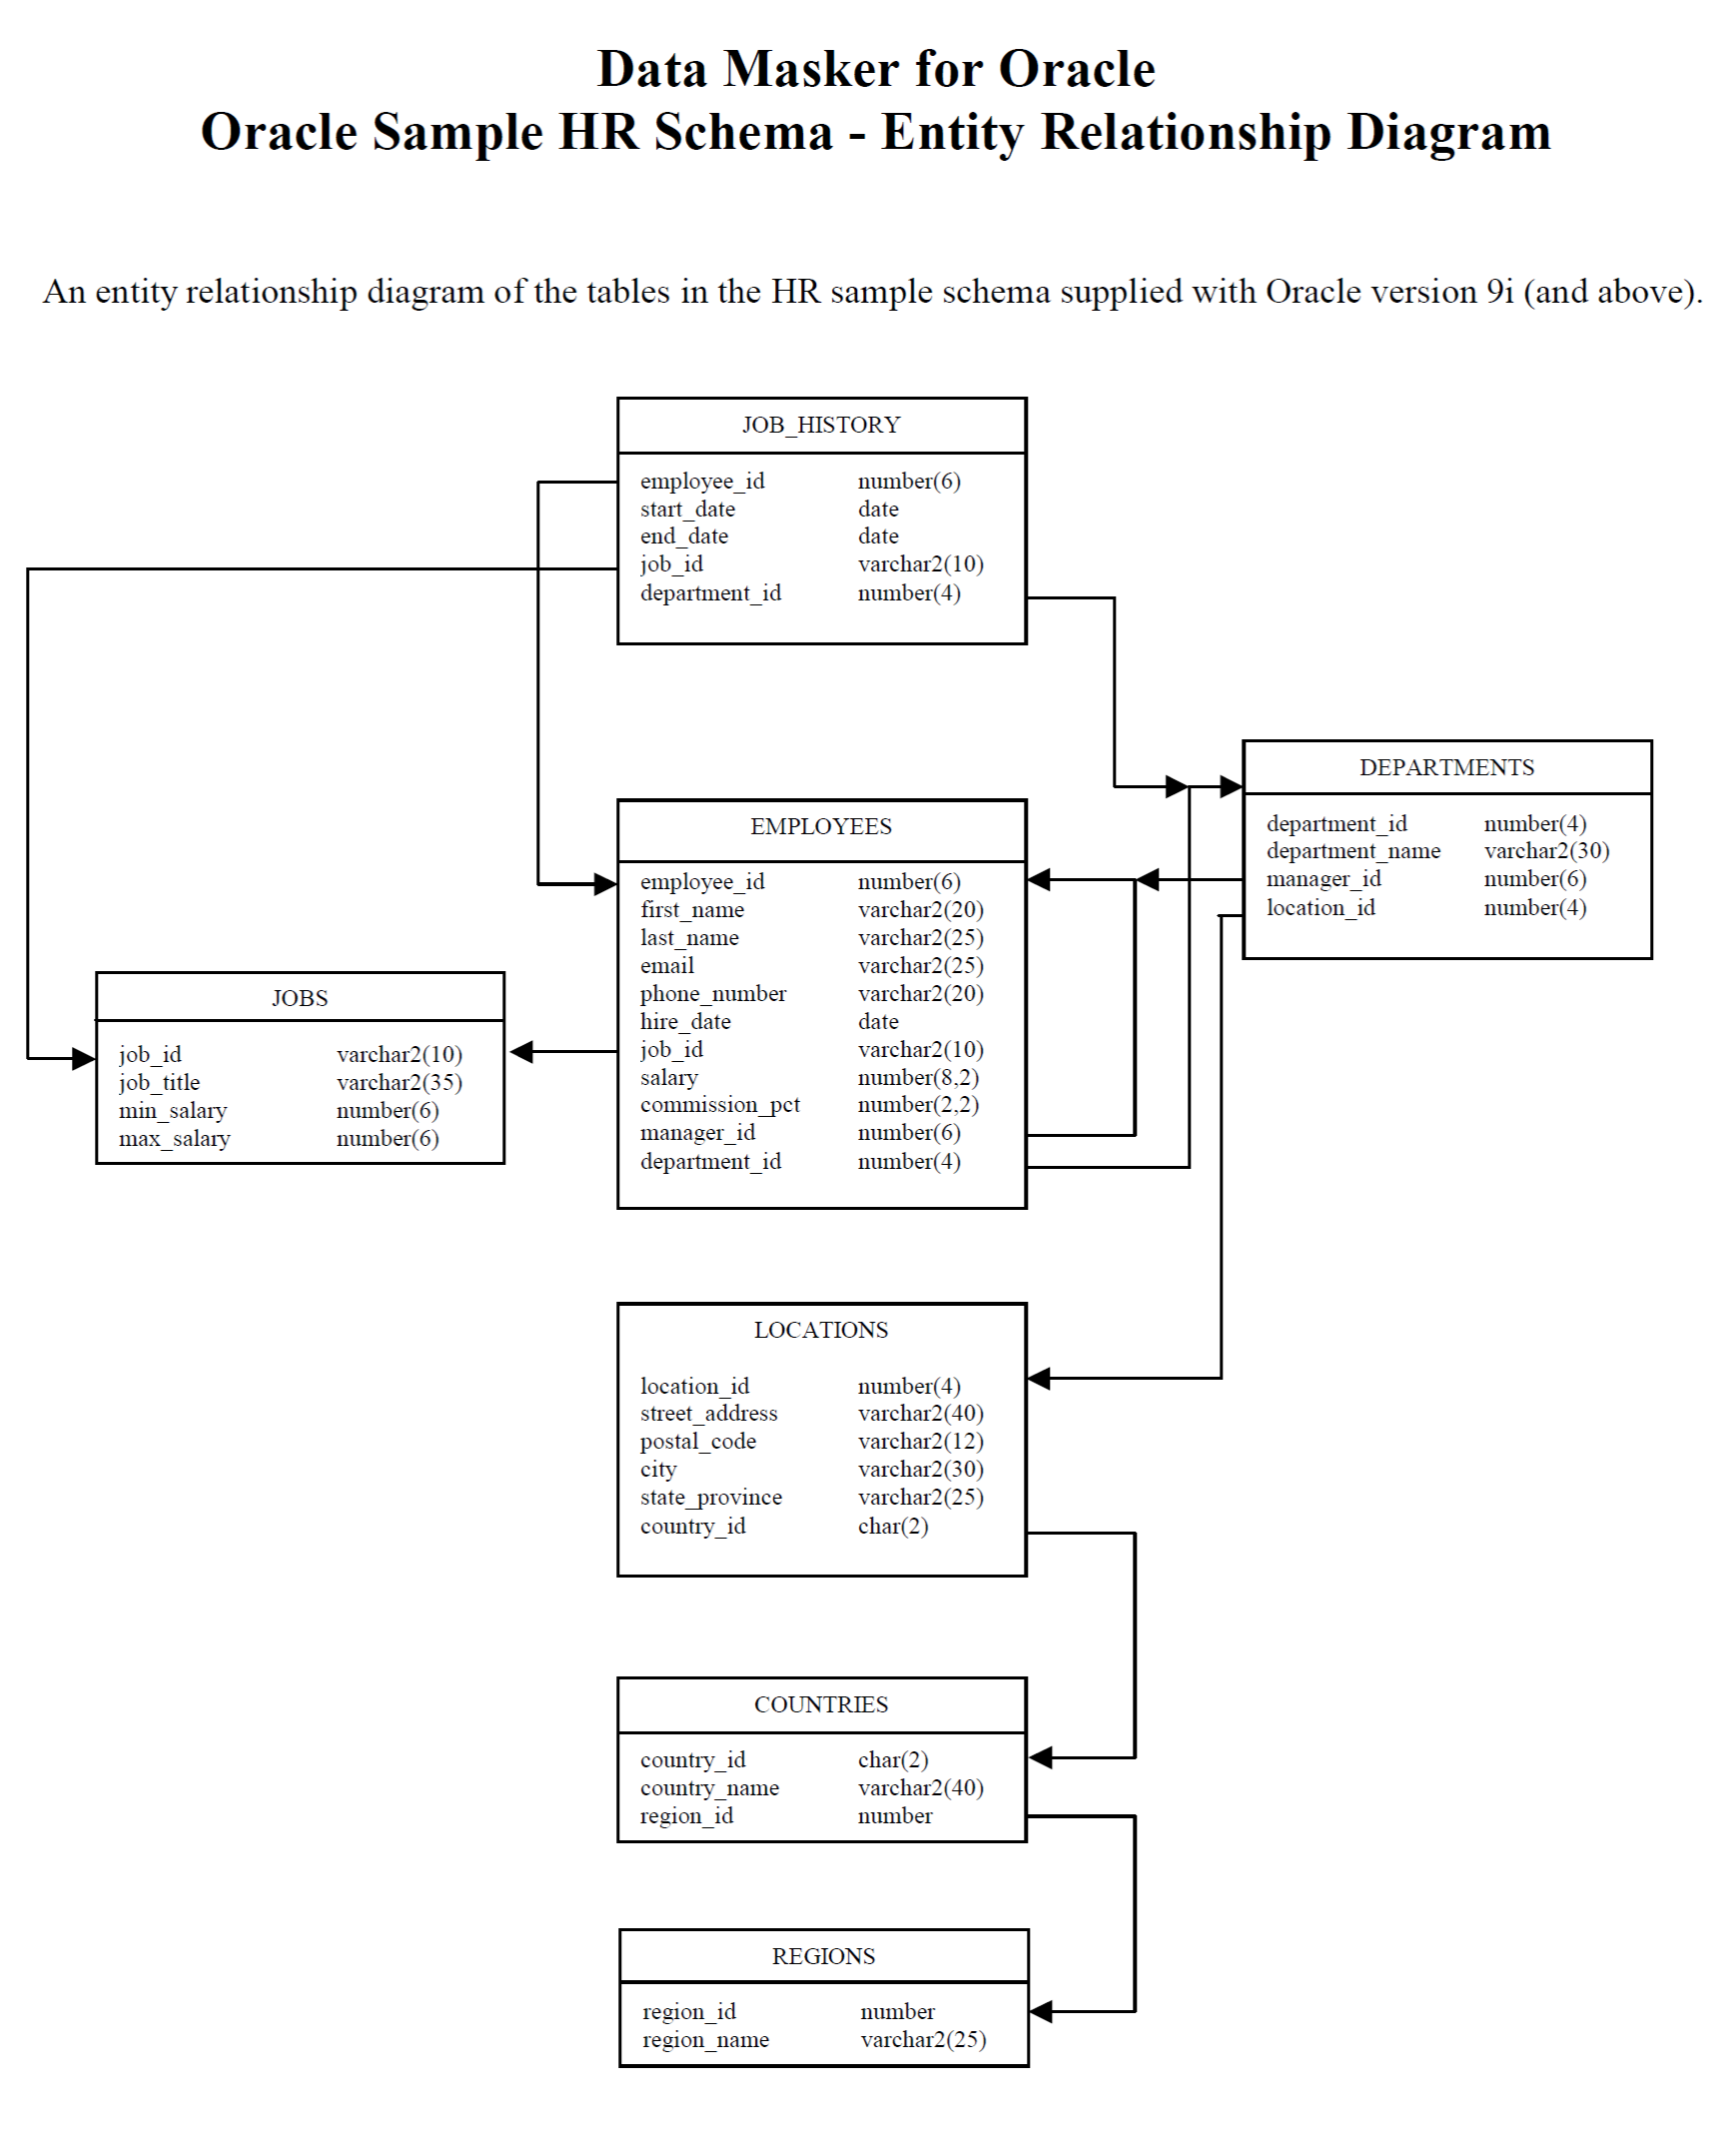 Data Masker for Oracle
Oracle Sample HR Schema - Entity Relationship Diagram
An entity relationship diagram of the tables in the HR sample schema supplied with Oracle version 9i (and above).
JOB_HISTORY
employee_id number(6)
start_date date
end_date date
job_id varchar2(10)
department_id number(4)
DEPARTMENTS
department_id number(4)
department_name varchar2(30)
manager_id number(6)
location_id number(4)
EMPLOYEES
employee_id number(6)
first_name varchar2(20)
last_name varchar2(25)
email varchar2(25)
phone_number varchar2(20)
hire_date date
job_id varchar2(10)
salary number(8,2)
commission_pct number(2,2)
manager_id number(6)
department_id number(4)
JOBS
job_id varchar2(10)
job_title varchar2(35)
min_salary number(6)
max_salary number(6)
LOCATIONS
location_id number(4)
street_address varchar2(40)
postal_code varchar2(12)
city varchar2(30)
state_province varchar2(25)
country_id char(2)
COUNTRIES
country_id char(2)
country_name varchar2(40)
region_id number
REGIONS
region_id number
region_name varchar2(25)